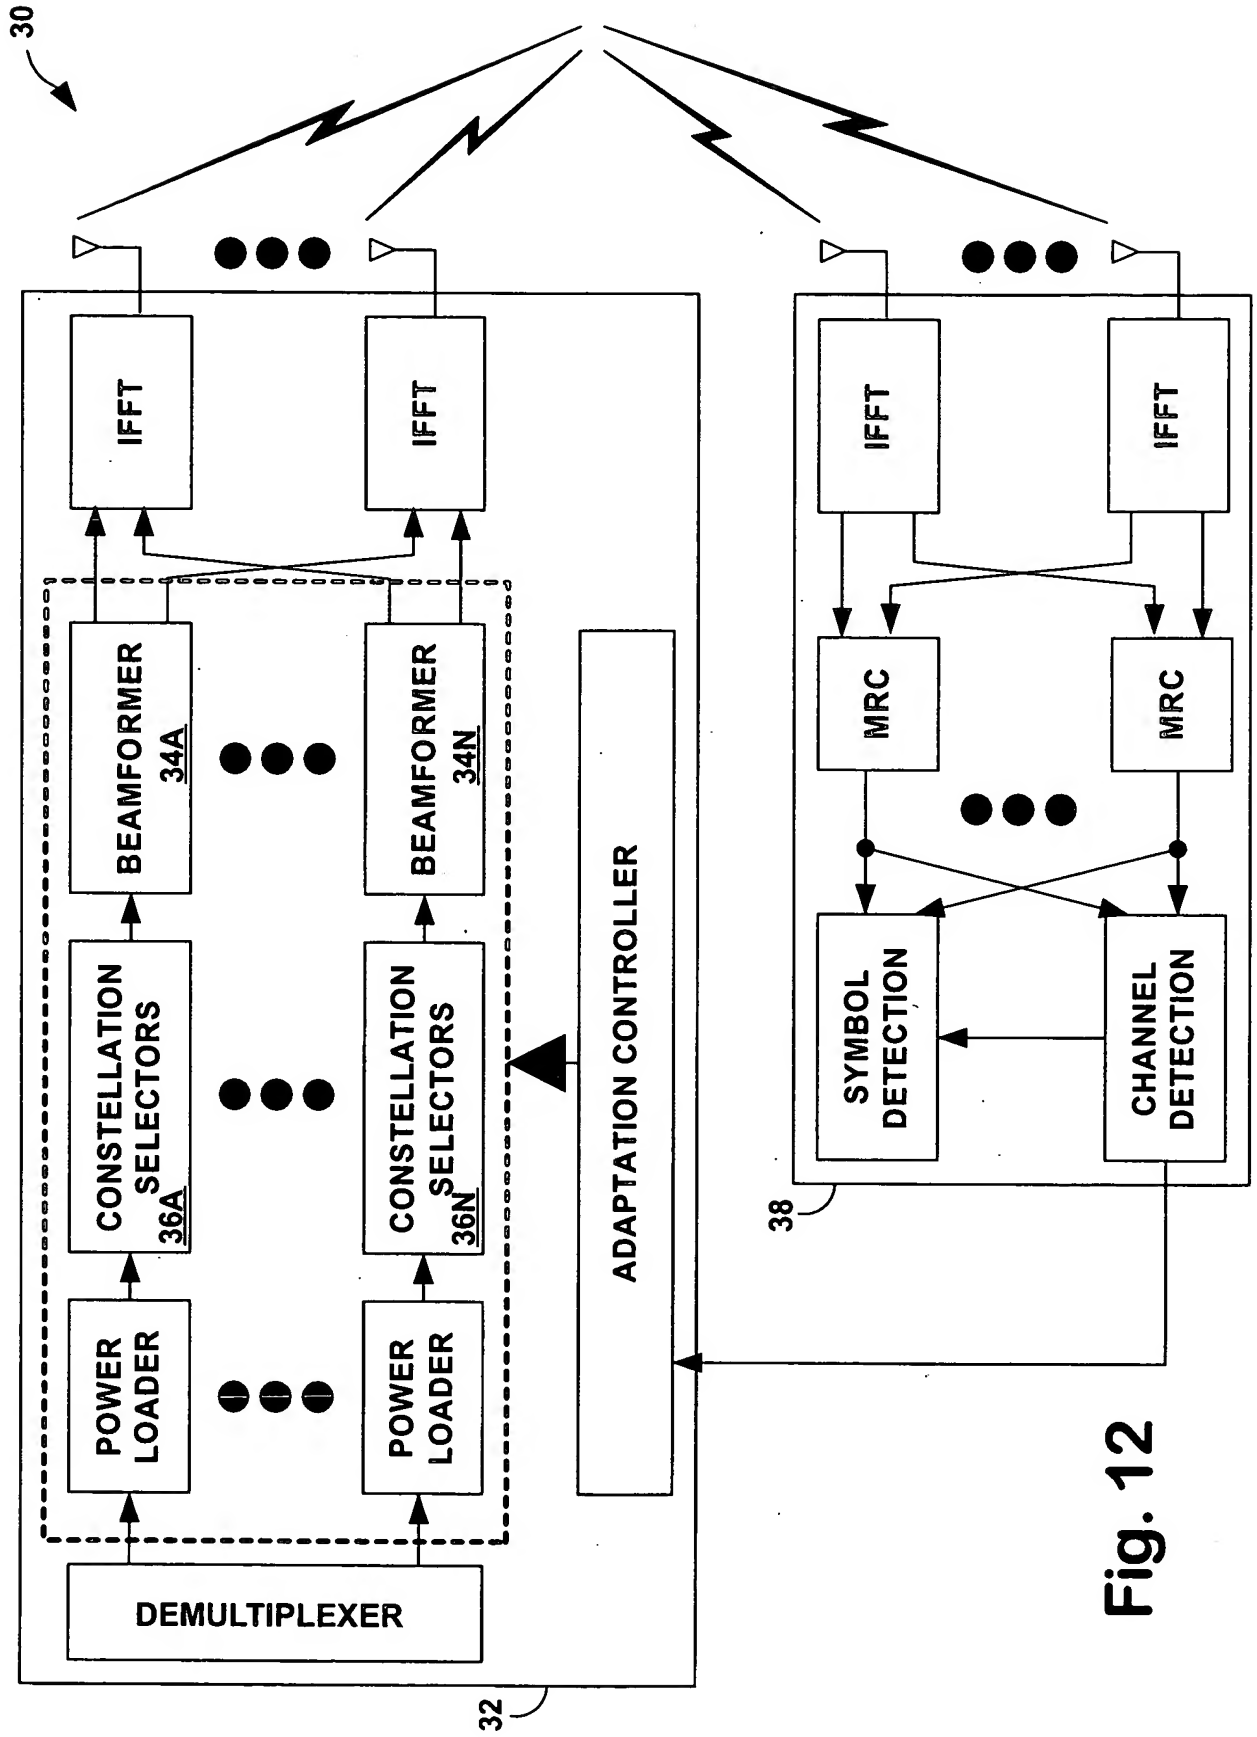 30
DEMULTIPLEXER
POWER
LOADER
CONSTELLATION
SELECTORS
36A
BEAMFORMER
34A
IFFT
POWER
LOADER
CONSTELLATION
SELECTORS
36N
BEAMFORMER
34N
IFFT
ADAPTATION CONTROLLER
32
SYMBOL
DETECTION
MRC
IFFT
CHANNEL
DETECTION
MRC
IFFT
38
Fig. 12